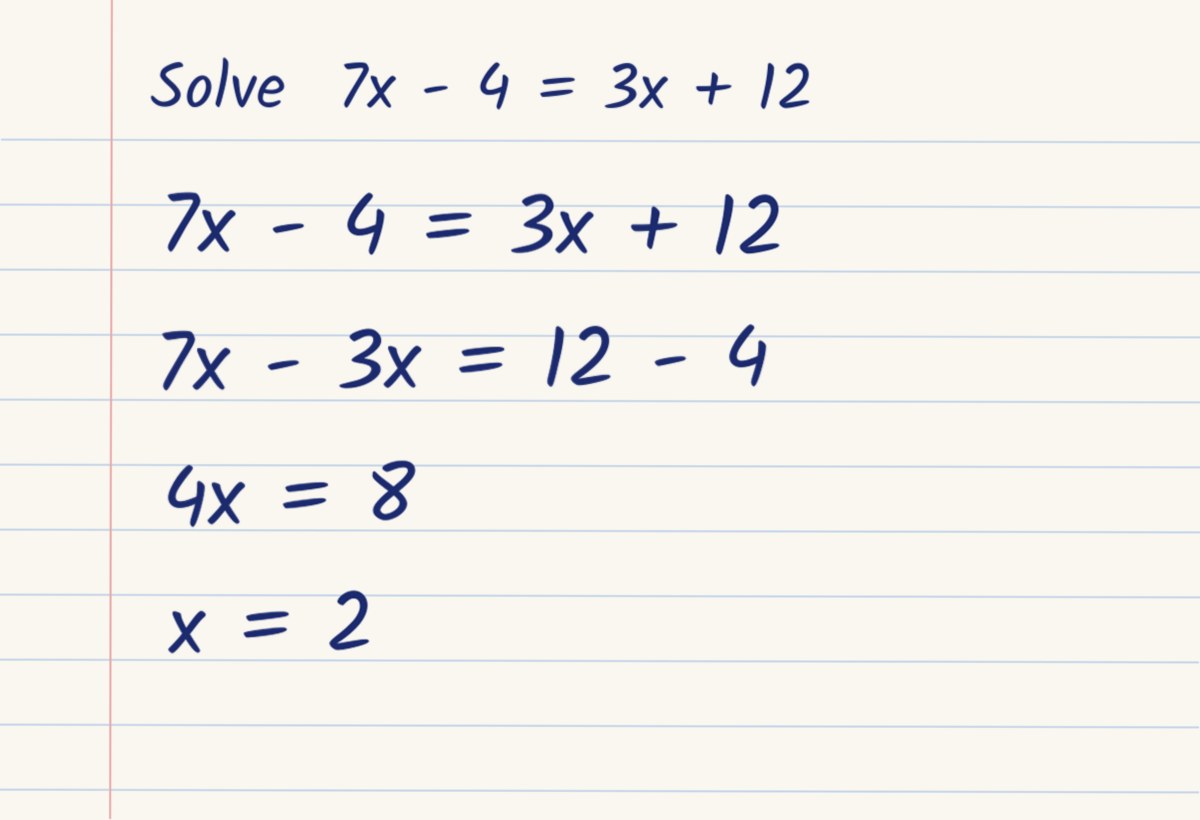 Solve 7x - 4 = 3x + 12
7x - 4 = 3x + 12
7x - 3x = 12 - 4
4x = 8
x = 2